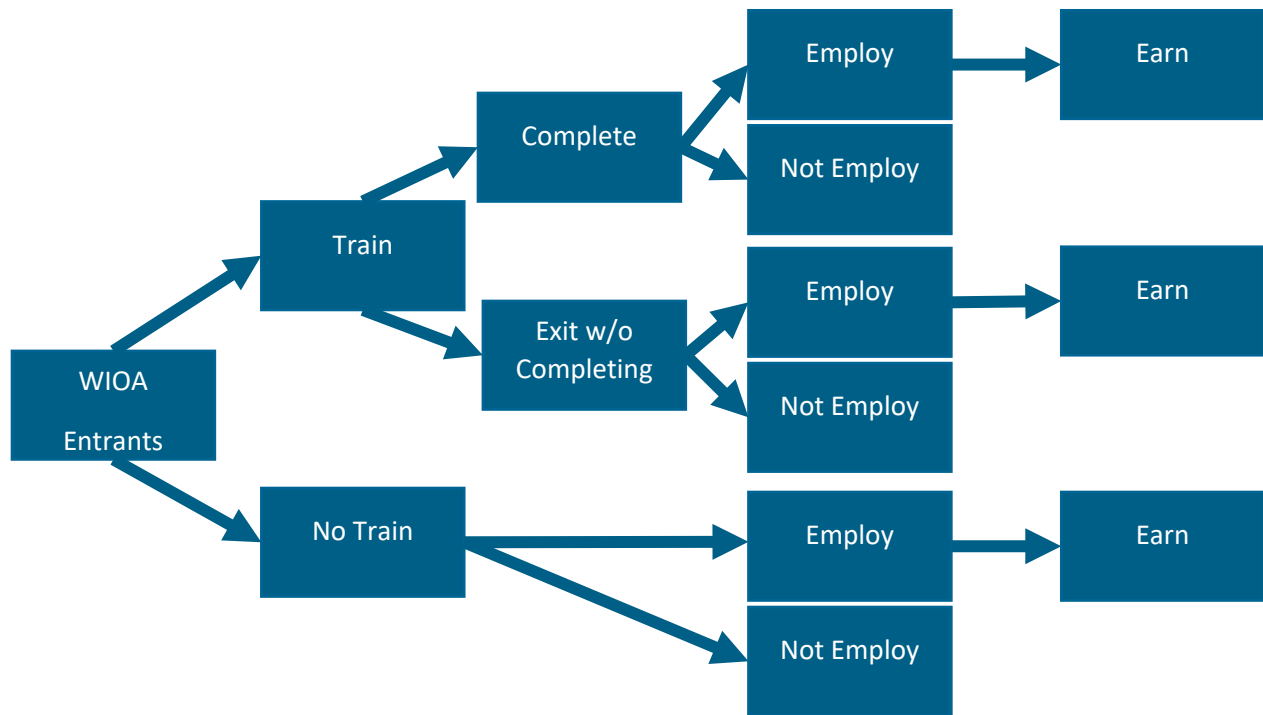 Employ
Earn
Complete
Not Employ
Train
Employ
Earn
Exit w/o
Completing
WIOA
Entrants
Not Employ
No Train
Employ
Earn
Not Employ